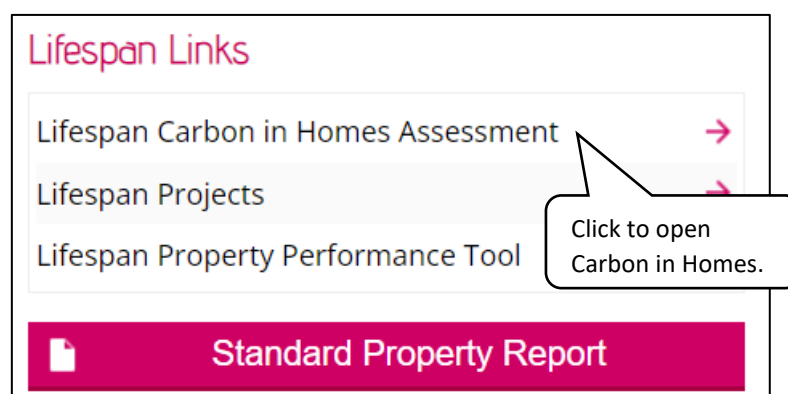 Lifespan Links
Lifespan Carbon in Homes Assessment
Lifespan Projects
Click to open
Carbon in Homes.
Lifespan Property Performance Tool
Standard Property Report